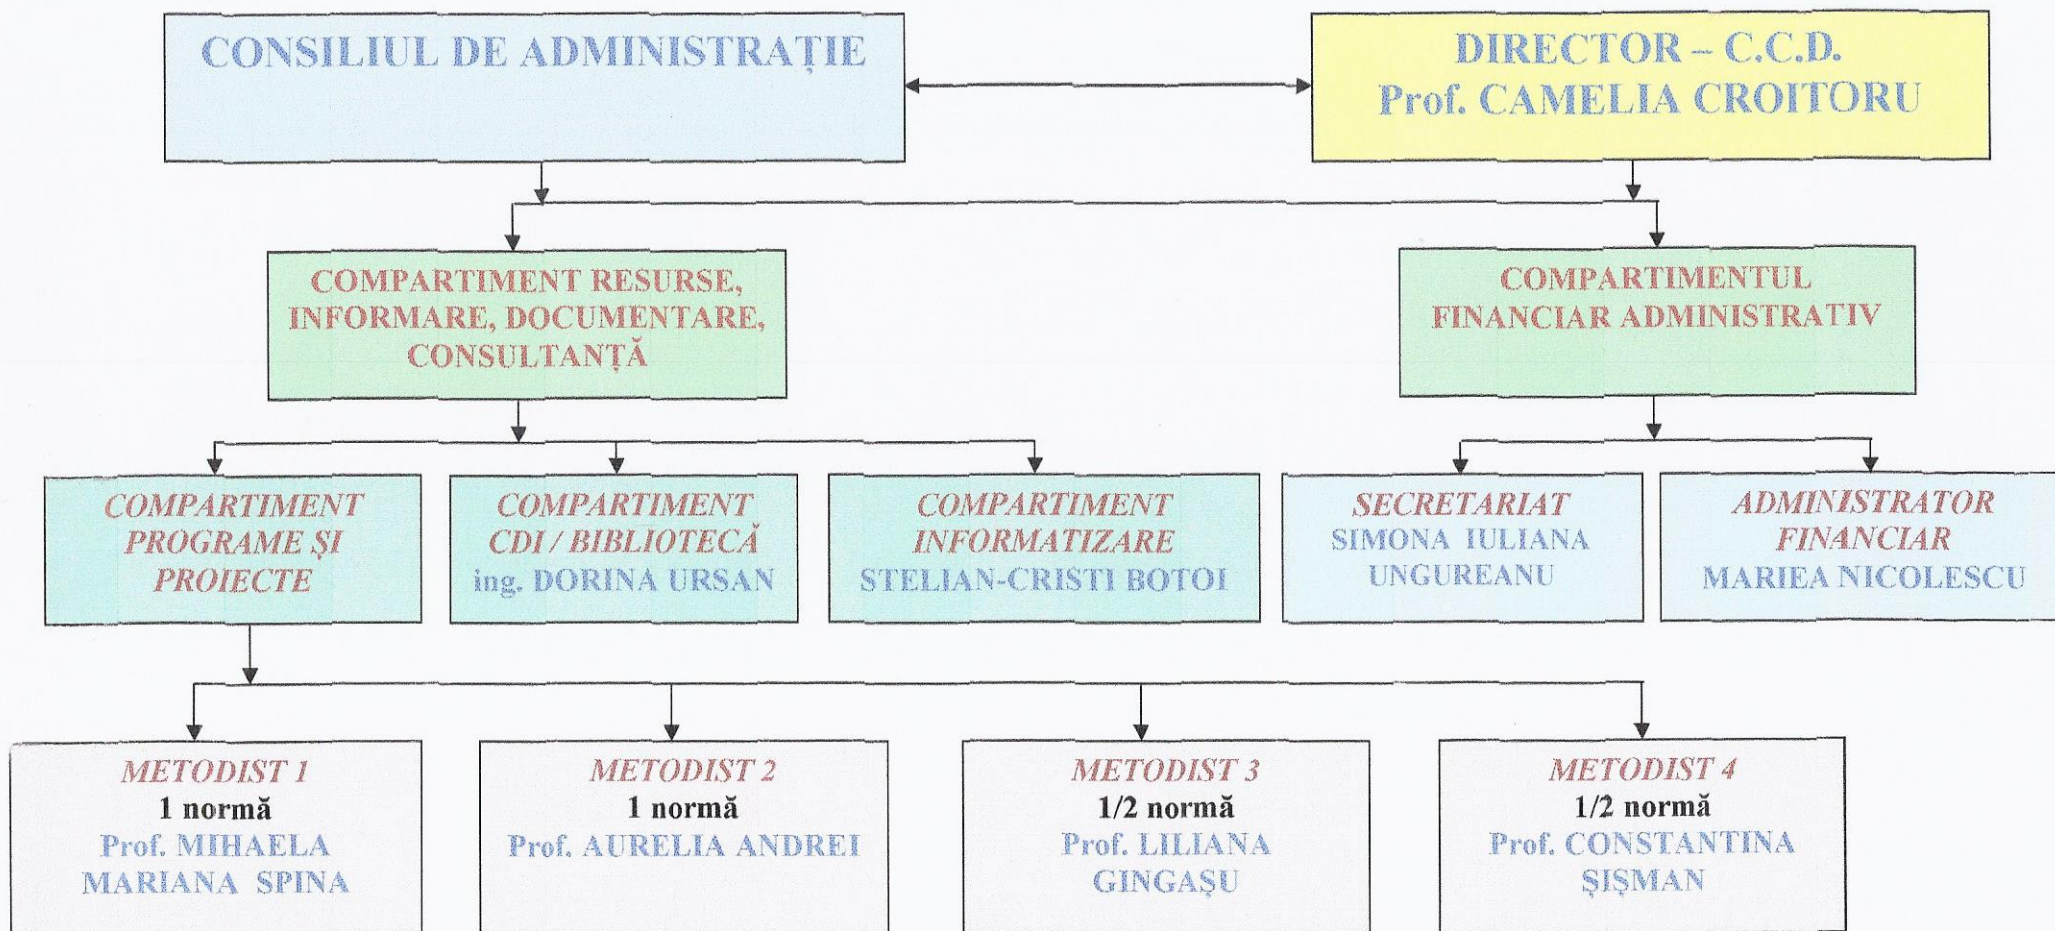 CONSILIUL DE ADMINISTRAȚIE
DIRECTOR – C.C.D.
Prof. CAMELIA CROITORU
COMPARTIMENT RESURSE,
INFORMARE, DOCUMENTARE,
CONSULTANȚĂ
COMPARTIMENTUL
FINANCIAR ADMINISTRATIV
COMPARTIMENT
PROGRAME ȘI
PROIECTE
COMPARTIMENT
CDI / BIBLIOTECĂ
ing. DORINA URSAN
COMPARTIMENT
INFORMATIZARE
STELIAN-CRISTI BOTOI
SECRETARIAT
SIMONA IULIANA
UNGUREANU
ADMINISTRATOR
FINANCIAR
MARIEA NICOLESCU
METODIST 1
1 normă
Prof. MIHAELA
MARIANA SPINA
METODIST 2
1 normă
Prof. AURELIA ANDREI
METODIST 3
1/2 normă
Prof. LILIANA
GINGAȘU
METODIST 4
1/2 normă
Prof. CONSTANTINA
ȘIȘMAN